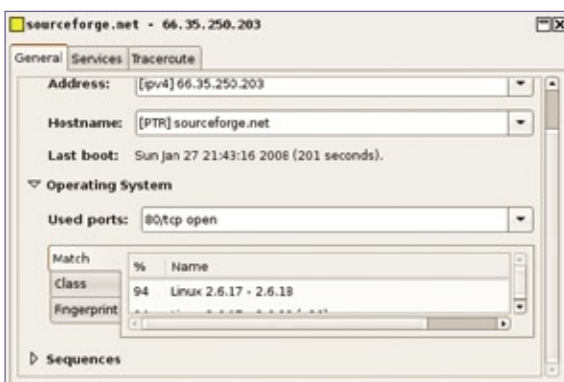 sourceforge.net - 66.35.250.203
General Services Traceroute
Address: [ipv4] 66.35.250.203
Hostname: [PTR] sourceforge.net
Last boot: Sun Jan 27 21:43:16 2008 (201 seconds).
Operating System
Used ports: 80/tcp open
Match
Class
Fingerprint
% Name
94 Linux 2.6.17 - 2.6.18
Sequences